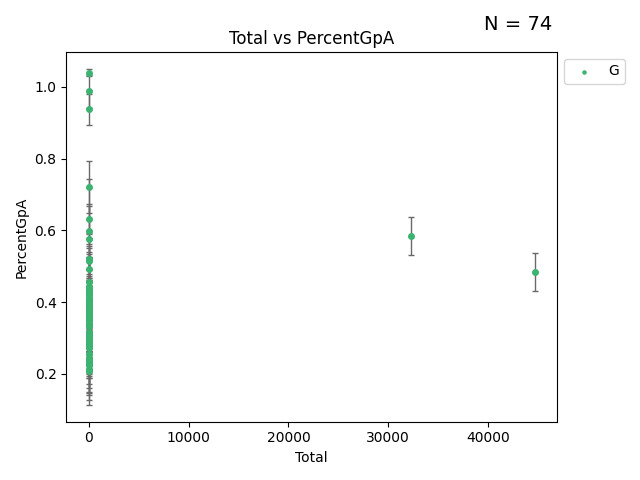 N = 74
Total vs PercentGpA
G
1.0
0.8
0.6
0.4
0.2
PercentGpA
0 10000 20000 30000 40000
Total